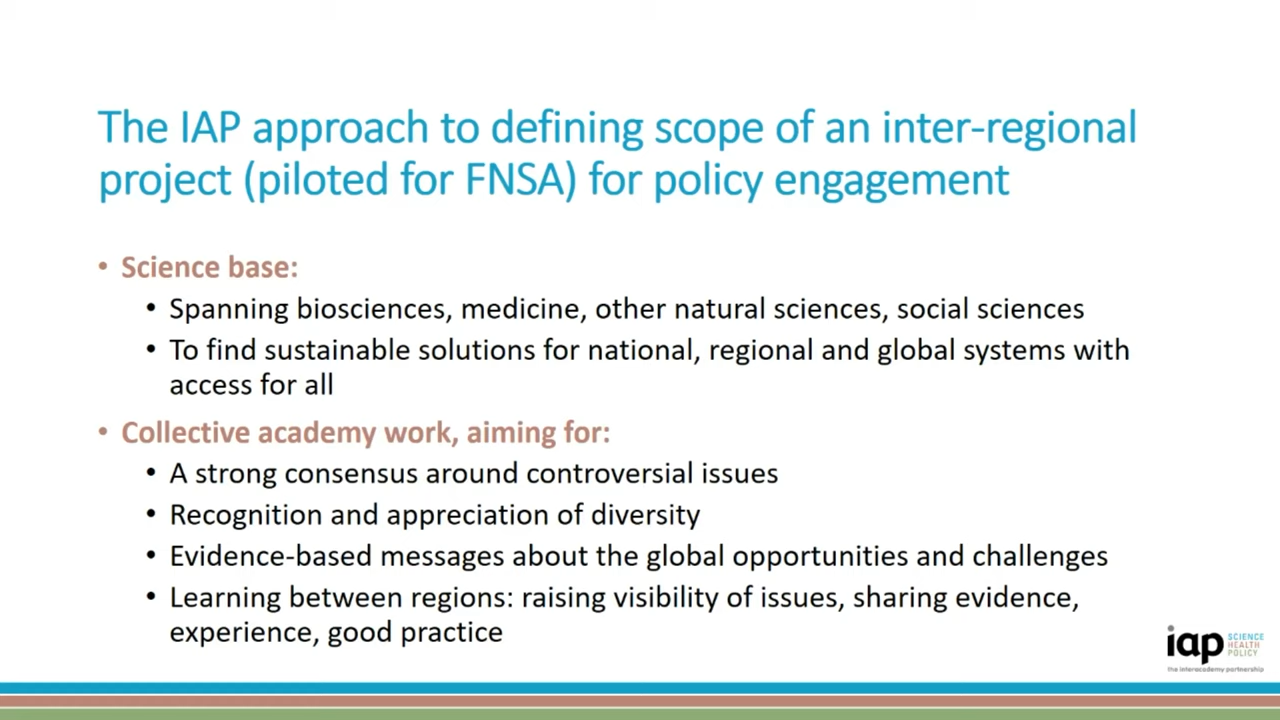 The IAP approach to defining scope of an inter-regional
project (piloted for FNSA) for policy engagement
• Science base:
• Spanning biosciences, medicine, other natural sciences, social sciences
• To find sustainable solutions for national, regional and global systems with
access for all
• Collective academy work, aiming for:
• A strong consensus around controversial issues
• Recognition and appreciation of diversity
• Evidence-based messages about the global opportunities and challenges
• Learning between regions: raising visibility of issues, sharing evidence,
experience, good practice
iap
SCIENCE
HEALTH
POLICY
the interacademy partnership